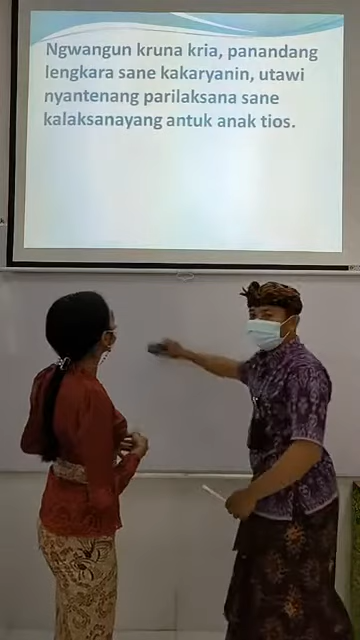 Ngwangun kruna kria, panandang
lengkara sane kakaryanin, utawi
nyantenang parilaksana sane
kalaksanayang antuk anak tios.